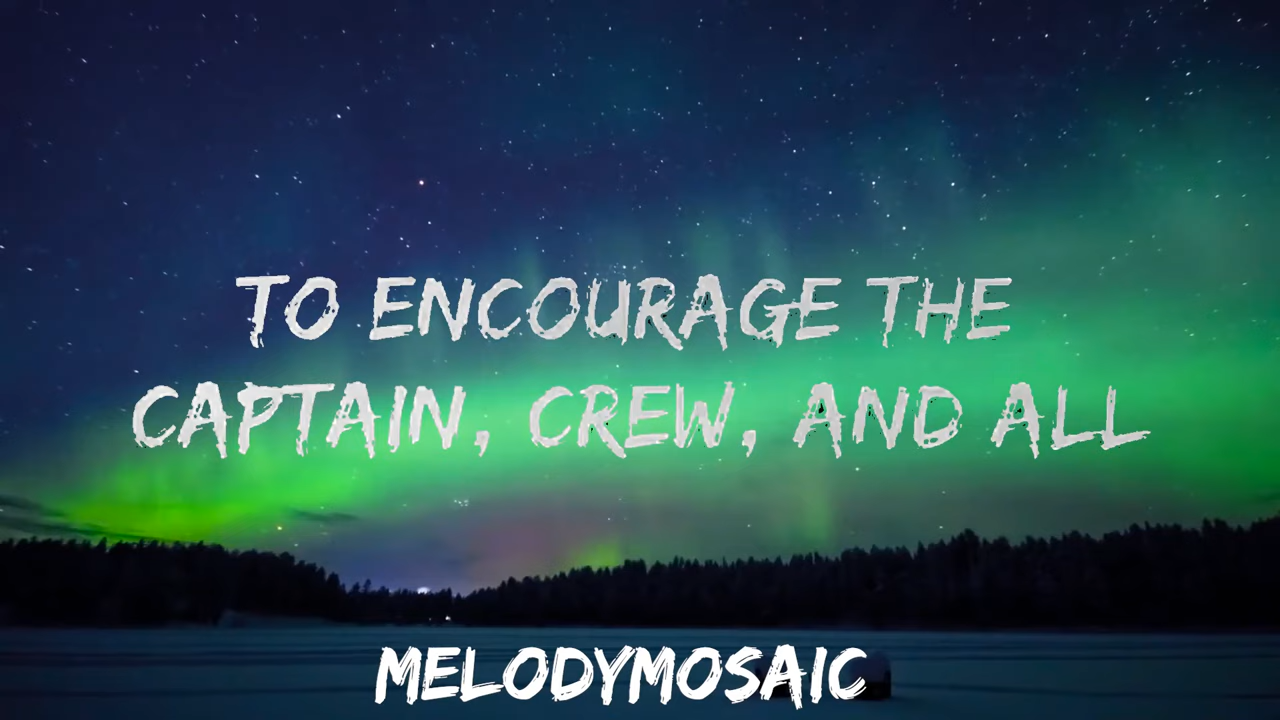 TO ENCOURAGE THE
CAPTAIN, CREW, AND ALL
MELODYMOSAIC